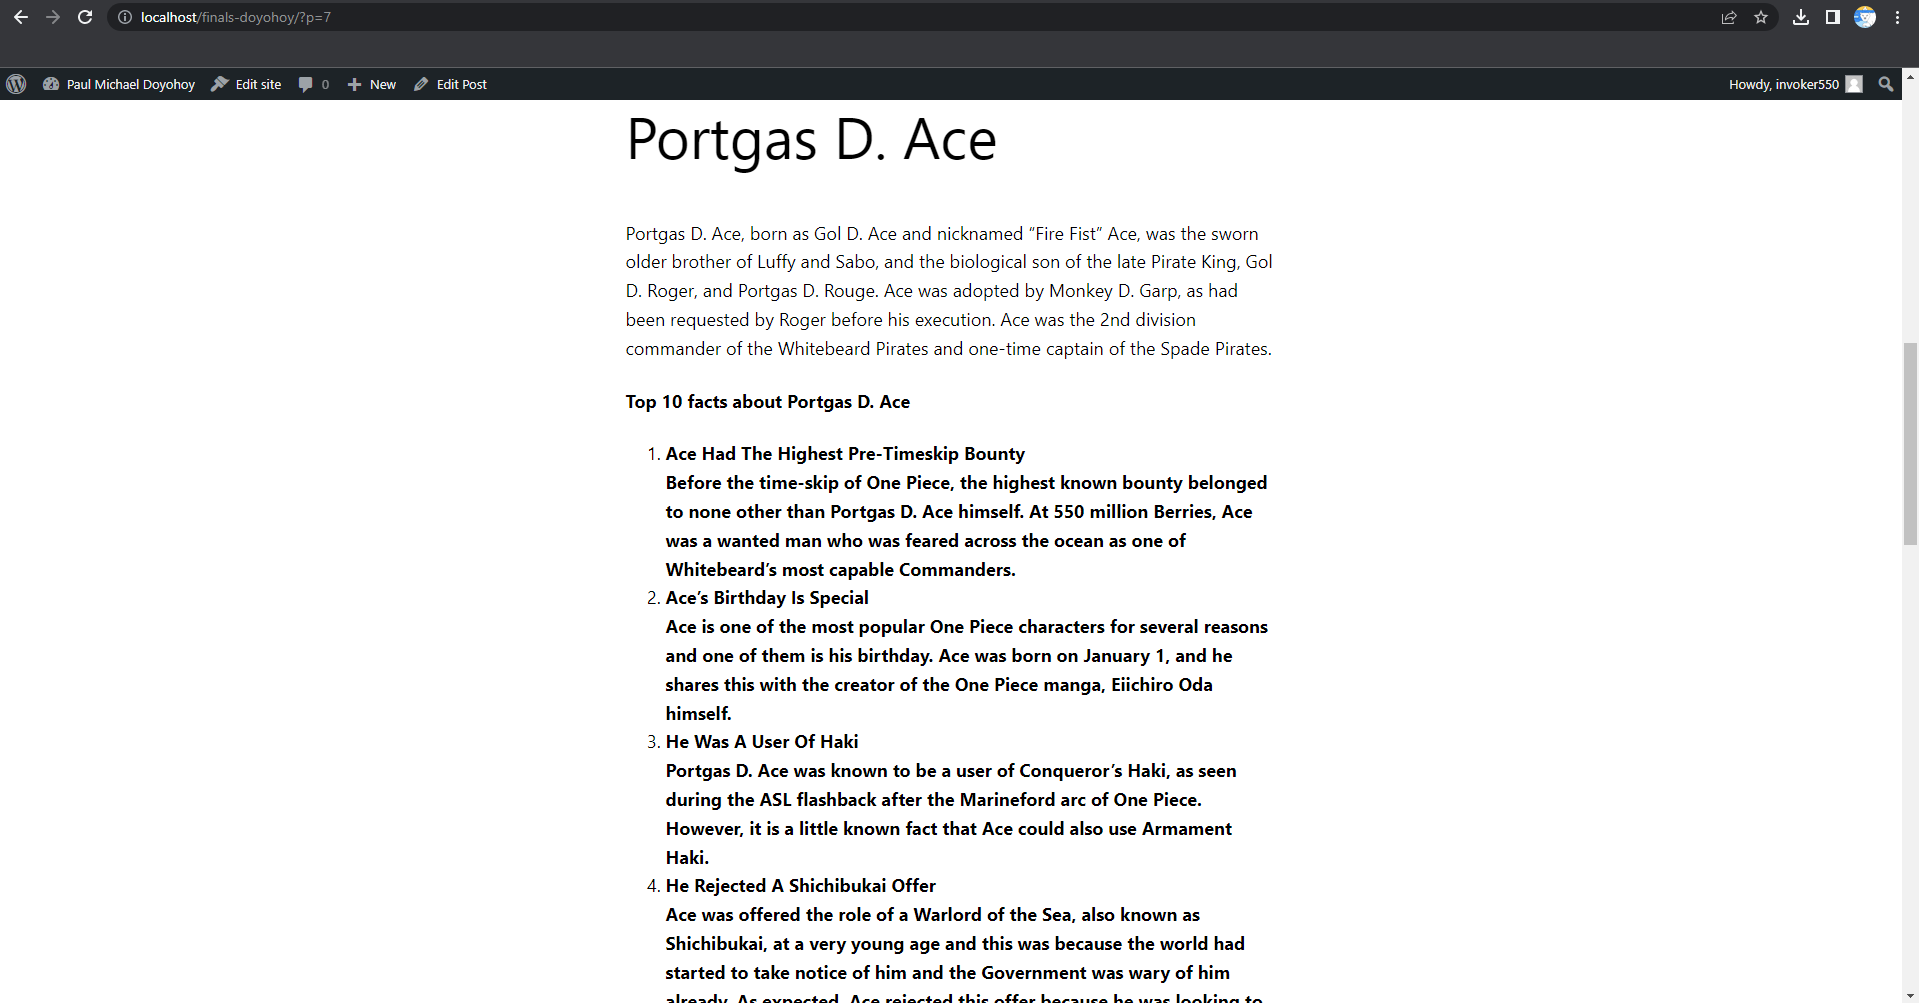 localhost/finals-doyohoy/?p=7
Paul Michael Doyohoy Edit site 0 New Edit Post Howdy, invoker550
Portgas D. Ace
Portgas D. Ace, born as Gol D. Ace and nicknamed “Fire Fist” Ace, was the sworn
older brother of Luffy and Sabo, and the biological son of the late Pirate King, Gol
D. Roger, and Portgas D. Rouge. Ace was adopted by Monkey D. Garp, as had
been requested by Roger before his execution. Ace was the 2nd division
commander of the Whitebeard Pirates and one-time captain of the Spade Pirates.
Top 10 facts about Portgas D. Ace
1. Ace Had The Highest Pre-Timeskip Bounty
Before the time-skip of One Piece, the highest known bounty belonged
to none other than Portgas D. Ace himself. At 550 million Berries, Ace
was a wanted man who was feared across the ocean as one of
Whitebeard’s most capable Commanders.
2. Ace’s Birthday Is Special
Ace is one of the most popular One Piece characters for several reasons
and one of them is his birthday. Ace was born on January 1, and he
shares this with the creator of the One Piece manga, Eiichiro Oda
himself.
3. He Was A User Of Haki
Portgas D. Ace was known to be a user of Conqueror’s Haki, as seen
during the ASL flashback after the Marineford arc of One Piece.
However, it is a little known fact that Ace could also use Armament
Haki.
4. He Rejected A Shichibukai Offer
Ace was offered the role of a Warlord of the Sea, also known as
Shichibukai, at a very young age and this was because the world had
started to take notice of him and the Government was wary of him
already. As expected, Ace rejected this offer because he was looking to